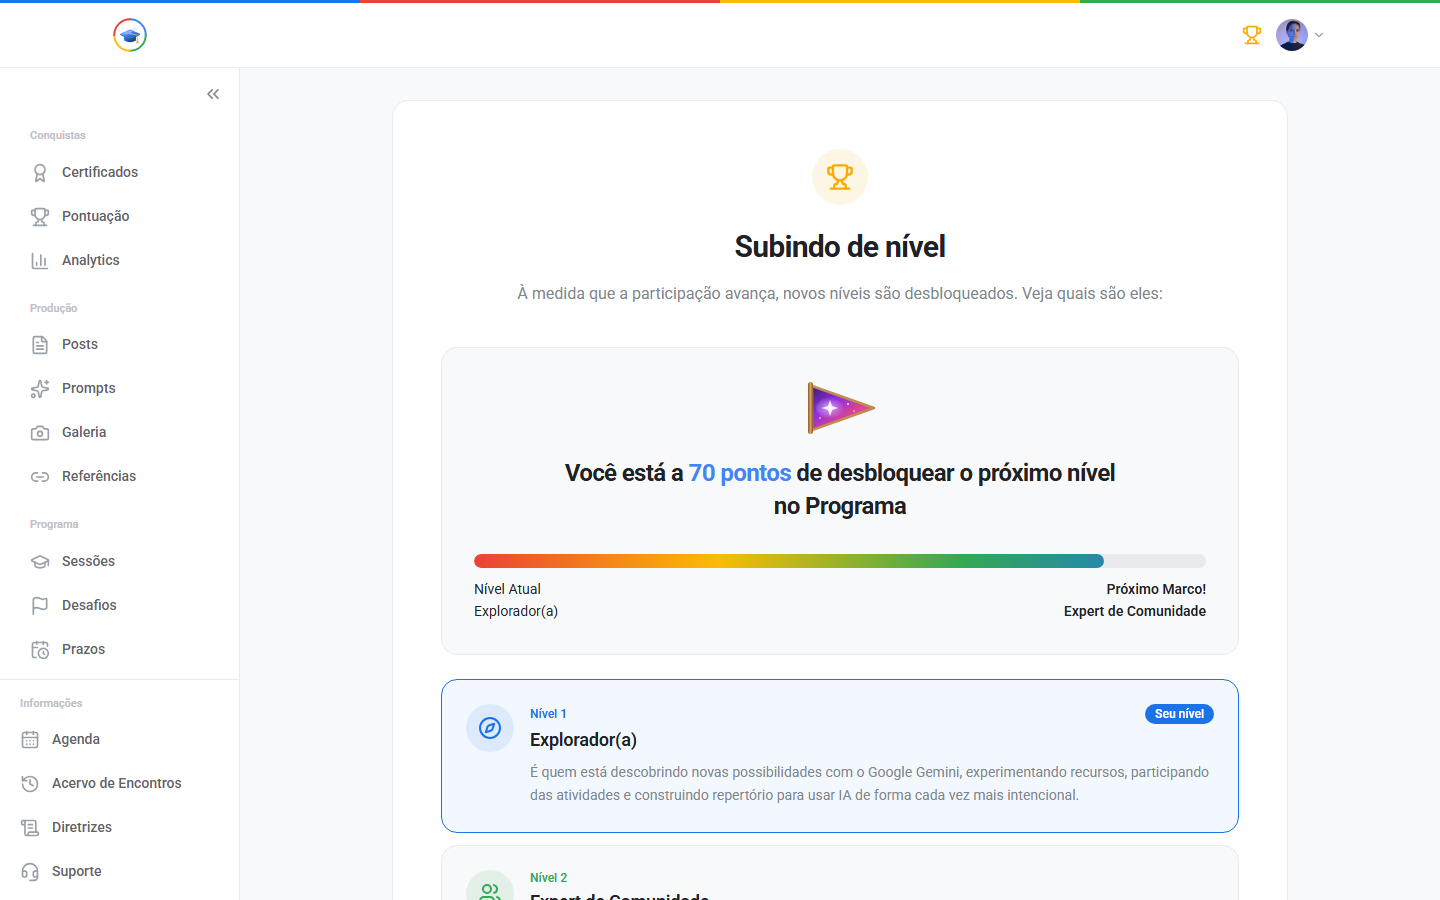 Conquistas
Certificados
Pontuação
Analytics
Produção
Posts
Prompts
Galeria
Referências
Programa
Sessões
Desafios
Prazos
Informações
Agenda
Acervo de Encontros
Diretrizes
Suporte
Subindo de nível
À medida que a participação avança, novos níveis são desbloqueados. Veja quais são eles:
Você está a 70 pontos de desbloquear o próximo nível
no Programa
Nível Atual
Explorador(a)
Próximo Marco!
Expert de Comunidade
Nível 1
Seu nível
Explorador(a)
É quem está descobrindo novas possibilidades com o Google Gemini, experimentando recursos, participando
das atividades e construindo repertório para usar IA de forma cada vez mais intencional.
Nível 2
Expert de Comunidade